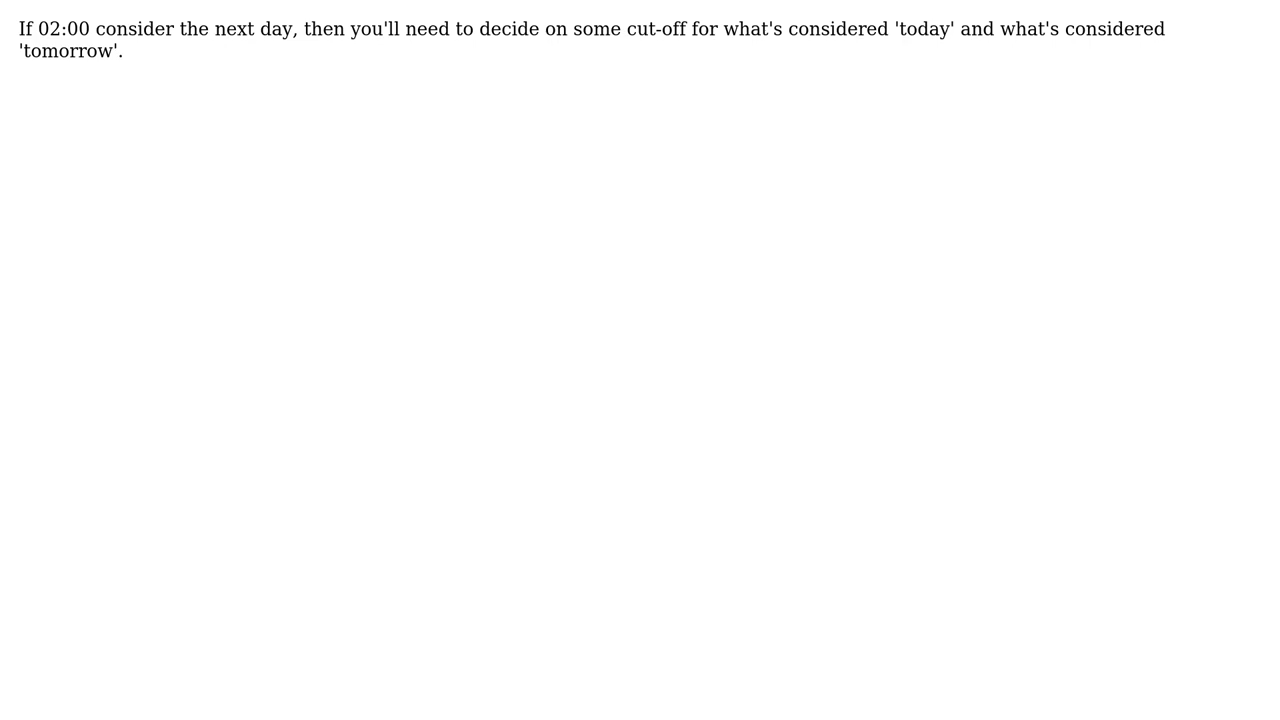 If 02:00 consider the next day, then you'll need to decide on some cut-off for what's considered 'today' and what's considered
'tomorrow'.